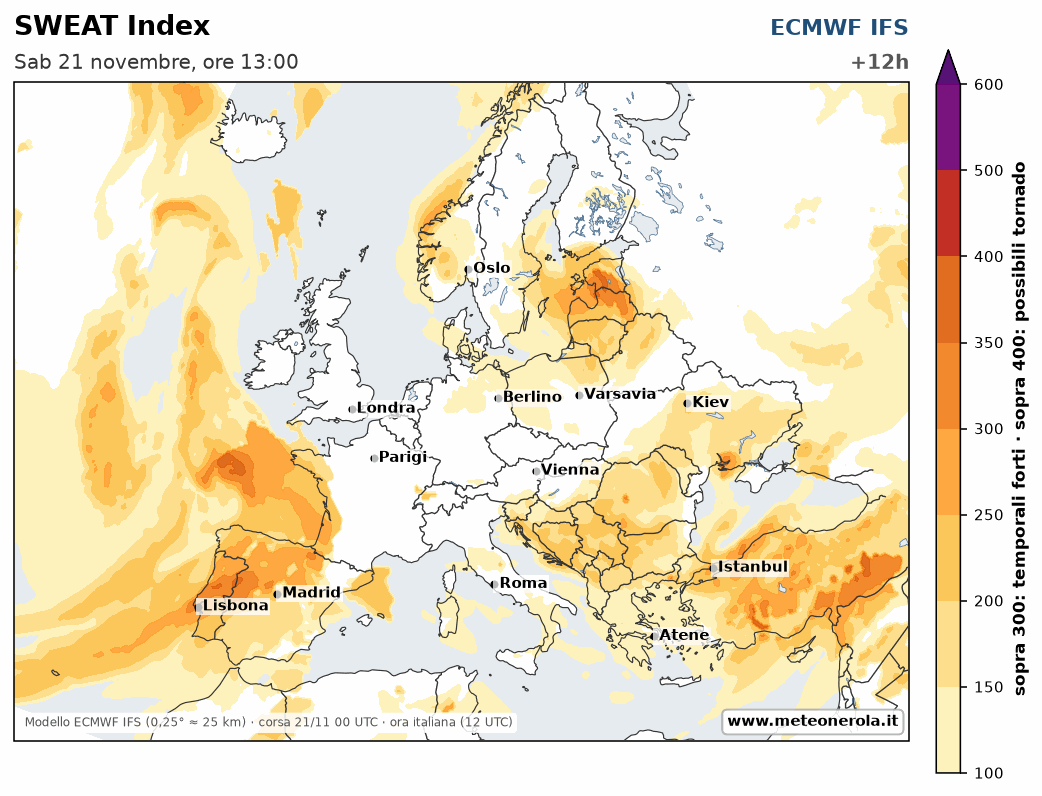 SWEAT Index
ECMWF IFS
Sab 21 novembre, ore 13:00
+12h
Oslo
Berlino
Varsavia
Kiev
Londra
Parigi
Vienna
Istanbul
Roma
Madrid
Lisbona
Atene
Modello ECMWF IFS (0,25° ≈ 25 km) · corsa 21/11 00 UTC · ora italiana (12 UTC)
www.meteonerola.it
600
500
400
350
300
250
200
150
100
sopra 300: temporali forti · sopra 400: possibili tornado